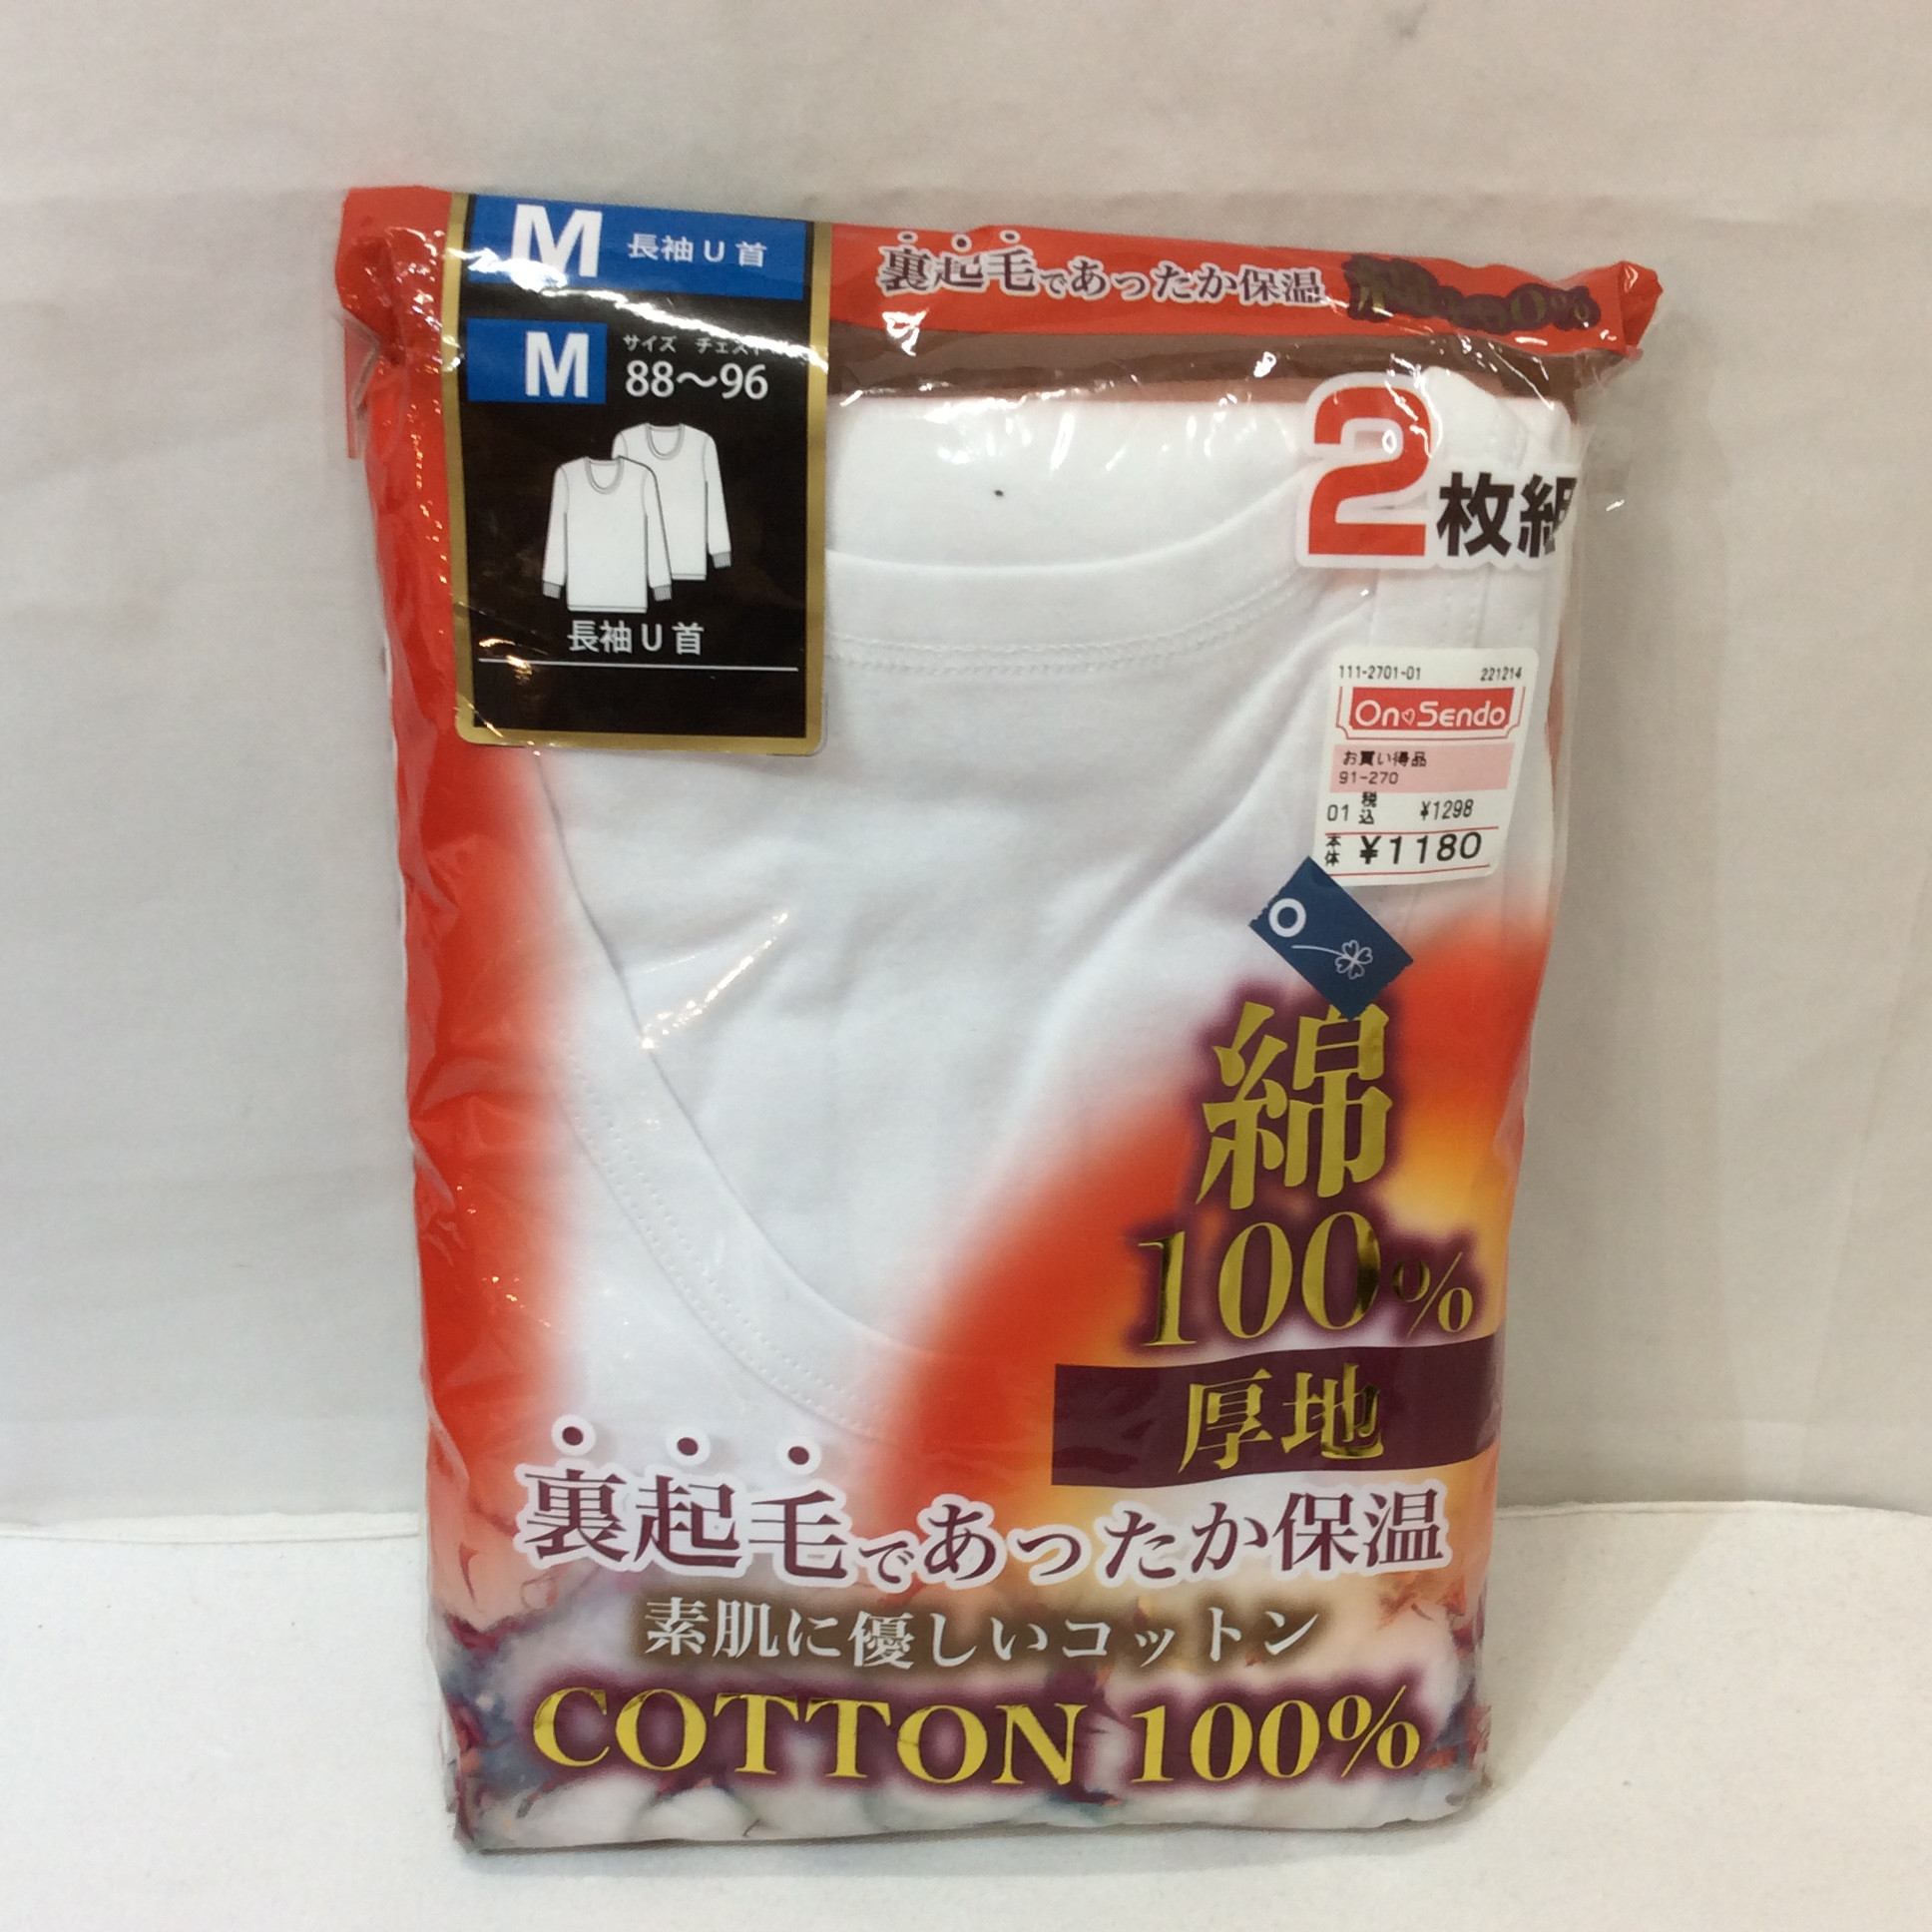 M 長袖U首
裏起毛であったか保温
M サイズ チェスト
88〜96
長袖U首
2枚組
111-2701-01 221214
On Sendo
お買い得品
91-270
01 税込 ¥1298
本体 ¥1180
綿
100%
厚地
裏起毛であったか保温
素肌に優しいコットン
COTTON 100%